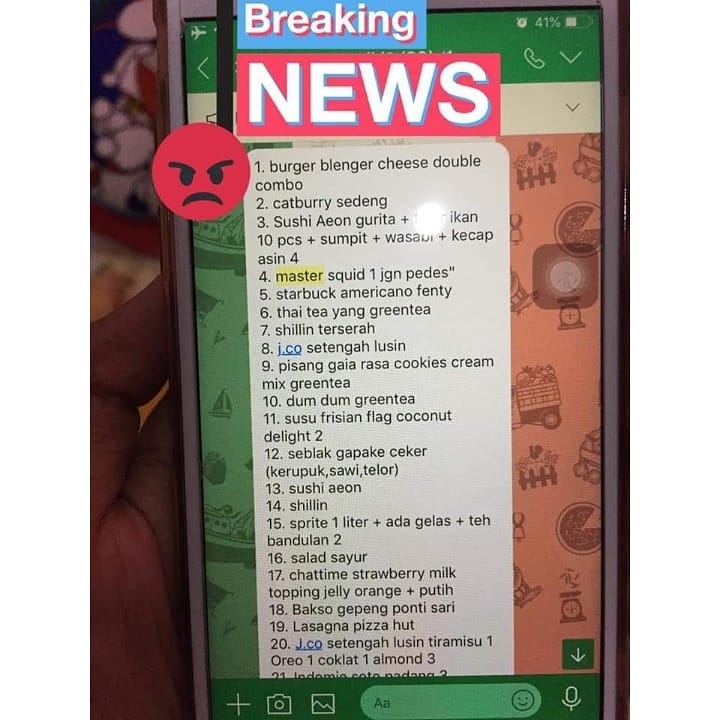 Breaking
NEWS
41%
1. burger blenger cheese double
combo
2. catburry sedeng
3. Sushi Aeon gurita + ikan
10 pcs + sumpit + wasabi + kecap
asin 4
4. master squid 1 jgn pedes"
5. starbuck americano fenty
6. thai tea yang greentea
7. shillin terserah
8. j.co setengah lusin
9. pisang gaia rasa cookies cream
mix greentea
10. dum dum greentea
11. susu frisian flag coconut
delight 2
12. seblak gapake ceker
(kerupuk,sawi,telor)
13. sushi aeon
14. shillin
15. sprite 1 liter + ada gelas + teh
bandulan 2
16. salad sayur
17. chattime strawberry milk
topping jelly orange + putih
18. Bakso gepeng ponti sari
19. Lasagna pizza hut
20. J.co setengah lusin tiramisu 1
Oreo 1 coklat 1 almond 3
21. Indomie soto padang 3
Aa